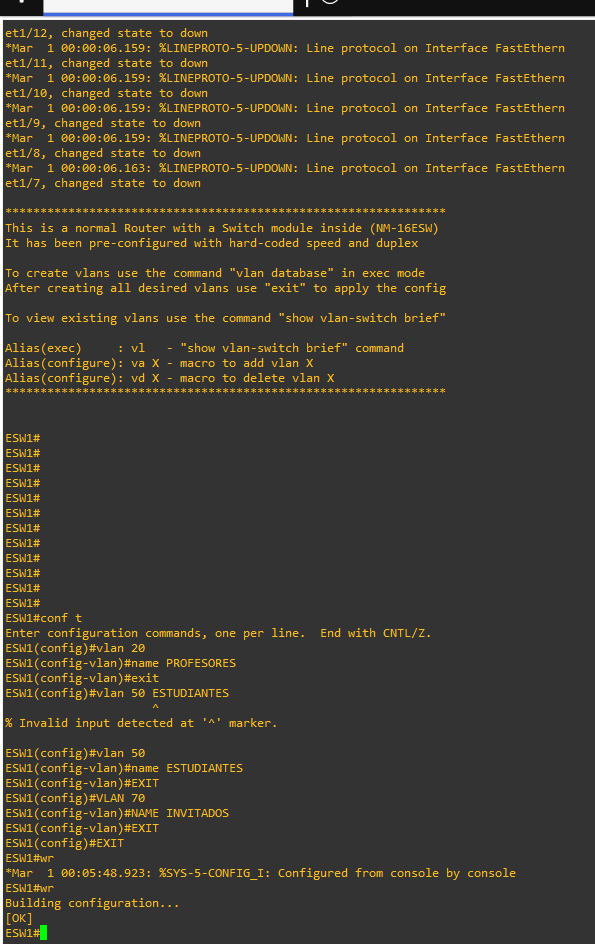 et1/12, changed state to down
*Mar  1 00:00:06.159: %LINEPROTO-5-UPDOWN: Line protocol on Interface FastEthern
et1/11, changed state to down
*Mar  1 00:00:06.159: %LINEPROTO-5-UPDOWN: Line protocol on Interface FastEthern
et1/10, changed state to down
*Mar  1 00:00:06.159: %LINEPROTO-5-UPDOWN: Line protocol on Interface FastEthern
et1/9, changed state to down
*Mar  1 00:00:06.159: %LINEPROTO-5-UPDOWN: Line protocol on Interface FastEthern
et1/8, changed state to down
*Mar  1 00:00:06.163: %LINEPROTO-5-UPDOWN: Line protocol on Interface FastEthern
et1/7, changed state to down
***************************************************************
This is a normal Router with a Switch module inside (NM-16ESW)
It has been pre-configured with hard-coded speed and duplex
To create vlans use the command "vlan database" in exec mode
After creating all desired vlans use "exit" to apply the config
To view existing vlans use the command "show vlan-switch brief"
Alias(exec)     : vl   - "show vlan-switch brief" command
Alias(configure): va X - macro to add vlan X
Alias(configure): vd X - macro to delete vlan X
***************************************************************
ESW1#
ESW1#
ESW1#
ESW1#
ESW1#
ESW1#
ESW1#
ESW1#
ESW1#
ESW1#
ESW1#
ESW1#
ESW1#conf t
Enter configuration commands, one per line.  End with CNTL/Z.
ESW1(config)#vlan 20
ESW1(config-vlan)#name PROFESORES
ESW1(config-vlan)#exit
ESW1(config)#vlan 50 ESTUDIANTES
                     ^
% Invalid input detected at '^' marker.
ESW1(config)#vlan 50
ESW1(config-vlan)#name ESTUDIANTES
ESW1(config-vlan)#EXIT
ESW1(config)#VLAN 70
ESW1(config-vlan)#NAME INVITADOS
ESW1(config-vlan)#EXIT
ESW1(config)#EXIT
ESW1#wr
*Mar  1 00:05:48.923: %SYS-5-CONFIG_I: Configured from console by console
ESW1#wr
Building configuration...
[OK]
ESW1#